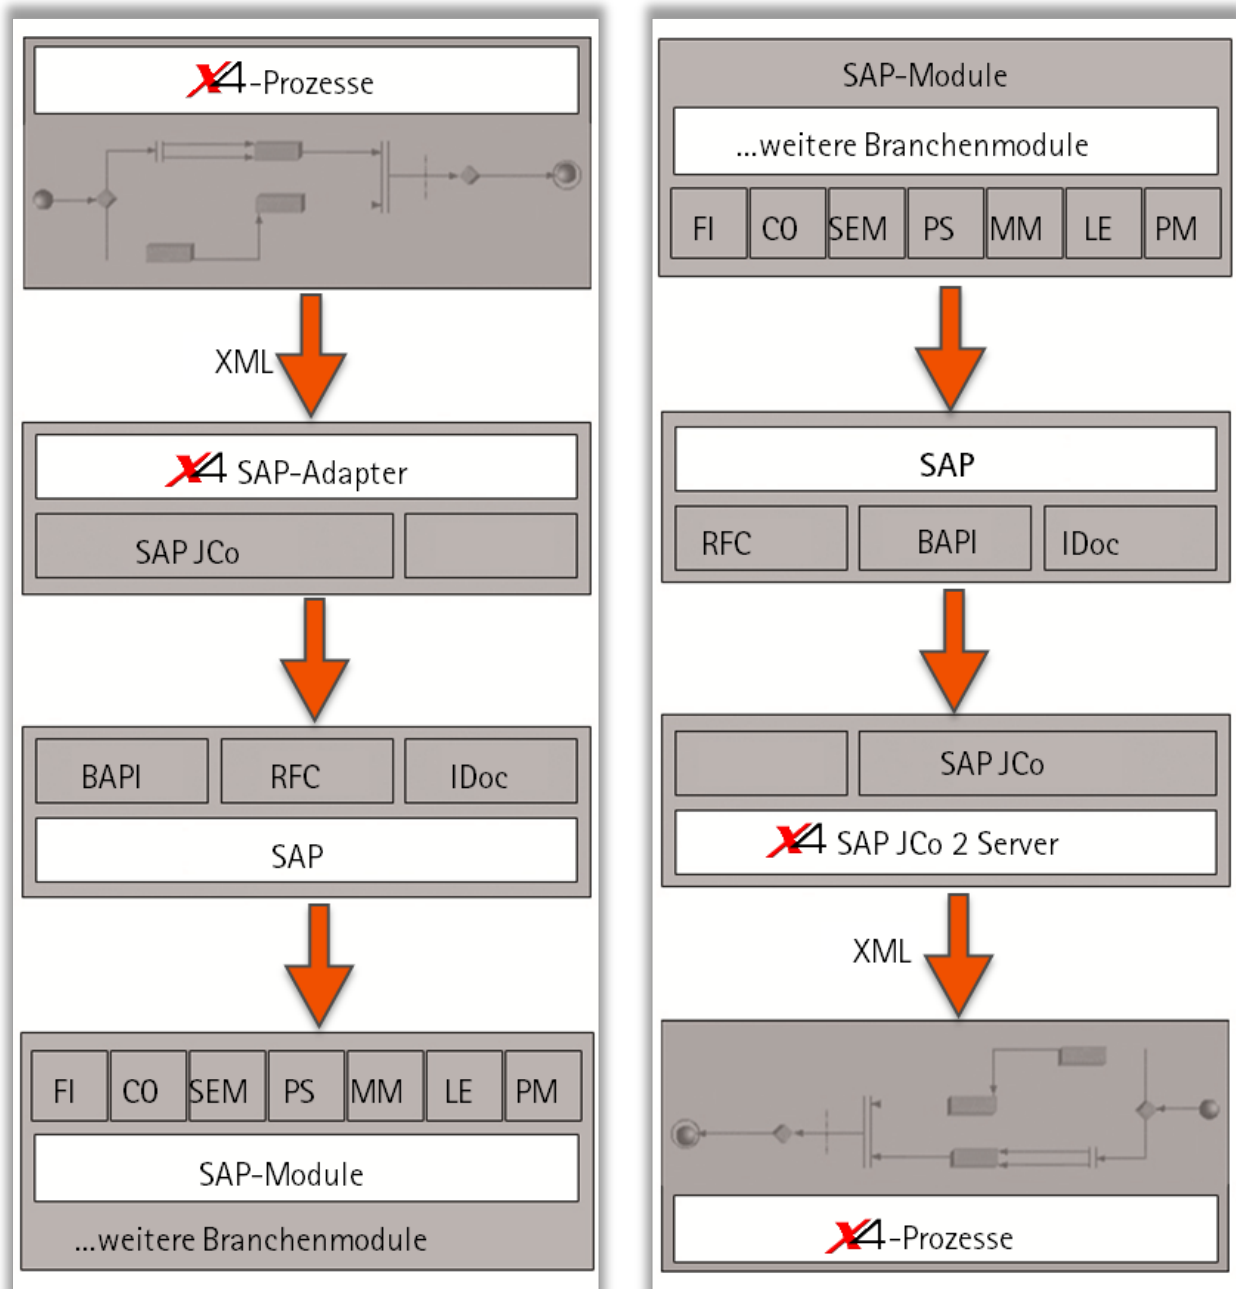 X4-Prozesse
XML
X4 SAP-Adapter
SAP JCo
BAPI RFC IDoc
SAP
FI CO SEM PS MM LE PM
SAP-Module
...weitere Branchenmodule
SAP-Module
...weitere Branchenmodule
FI CO SEM PS MM LE PM
SAP
RFC BAPI IDoc
SAP JCo
X4 SAP JCo 2 Server
XML
X4-Prozesse